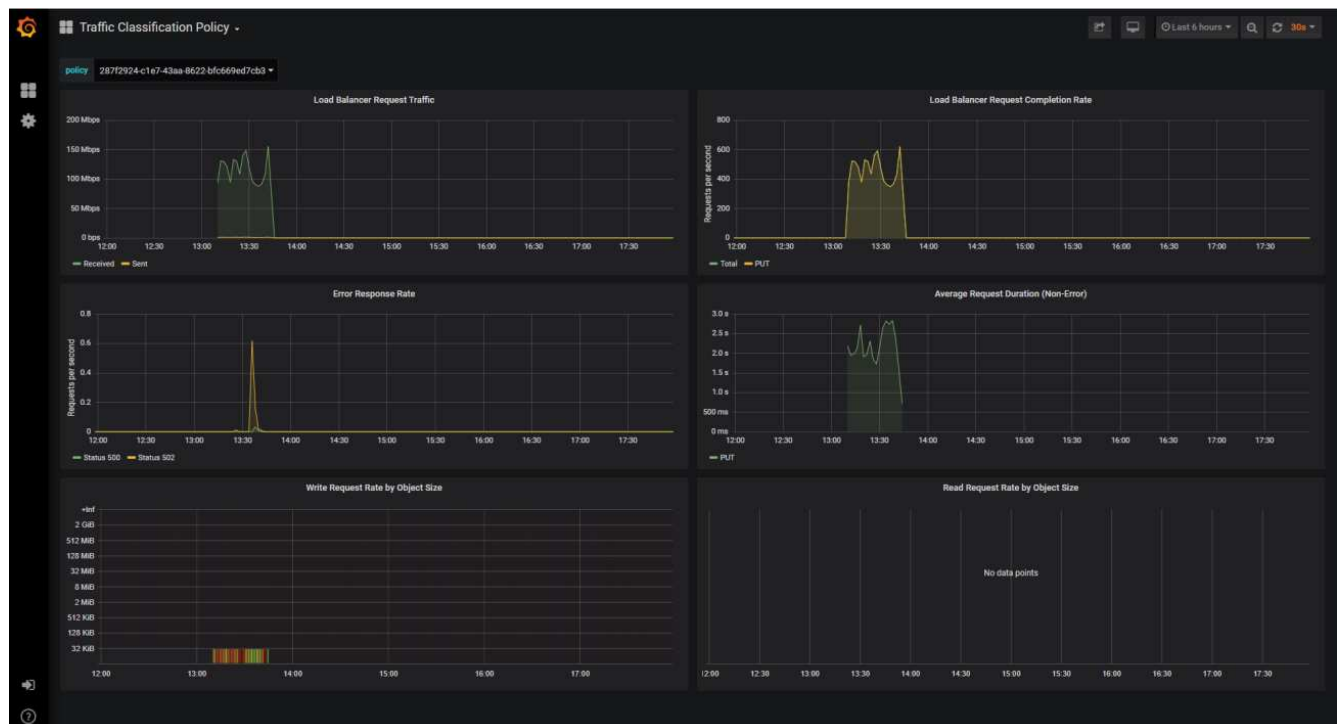 Traffic Classification Policy
Last 6 hours
30s
policy 287f2924-c1e7-43aa-8622-bfc669ed7cb3
Load Balancer Request Traffic
200 Mbps
150 Mbps
100 Mbps
50 Mbps
0 bps
12:00 12:30 13:00 13:30 14:00 14:30 15:00 15:30 16:00 16:30 17:00 17:30
Received Sent
Load Balancer Request Completion Rate
Requests per second
800
600
400
200
0
12:00 12:30 13:00 13:30 14:00 14:30 15:00 15:30 16:00 16:30 17:00 17:30
Total PUT
Error Response Rate
Requests per second
0.8
0.6
0.4
0.2
0
12:00 12:30 13:00 13:30 14:00 14:30 15:00 15:30 16:00 16:30 17:00 17:30
Status 500 Status 502
Average Request Duration (Non-Error)
3.0 s
2.5 s
2.0 s
1.5 s
1.0 s
500 ms
0 ms
12:00 12:30 13:00 13:30 14:00 14:30 15:00 15:30 16:00 16:30 17:00 17:30
PUT
Write Request Rate by Object Size
+Inf
2 GiB
512 MiB
128 MiB
32 MiB
8 MiB
2 MiB
512 KiB
128 KiB
32 KiB
12:00 13:00 14:00 15:00 16:00 17:00
Read Request Rate by Object Size
No data points
12:00 12:30 13:00 13:30 14:00 14:30 15:00 15:30 16:00 16:30 17:00 17:30